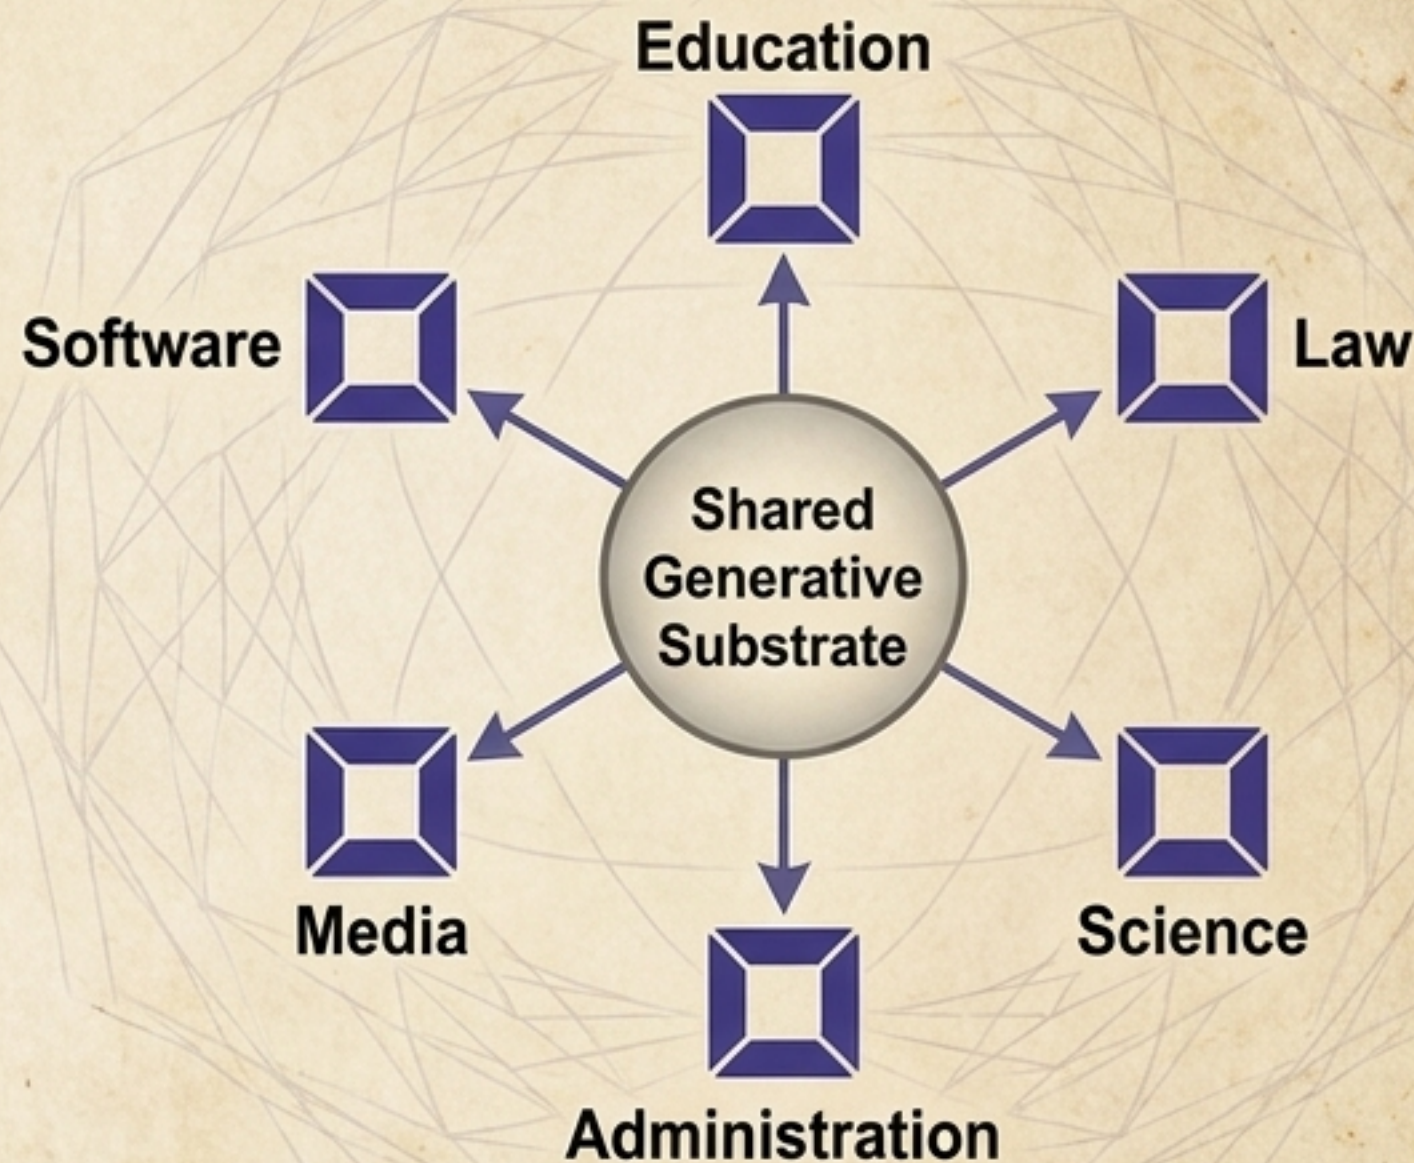 Education
Software
Law
Shared
Generative
Substrate
Media
Science
Administration